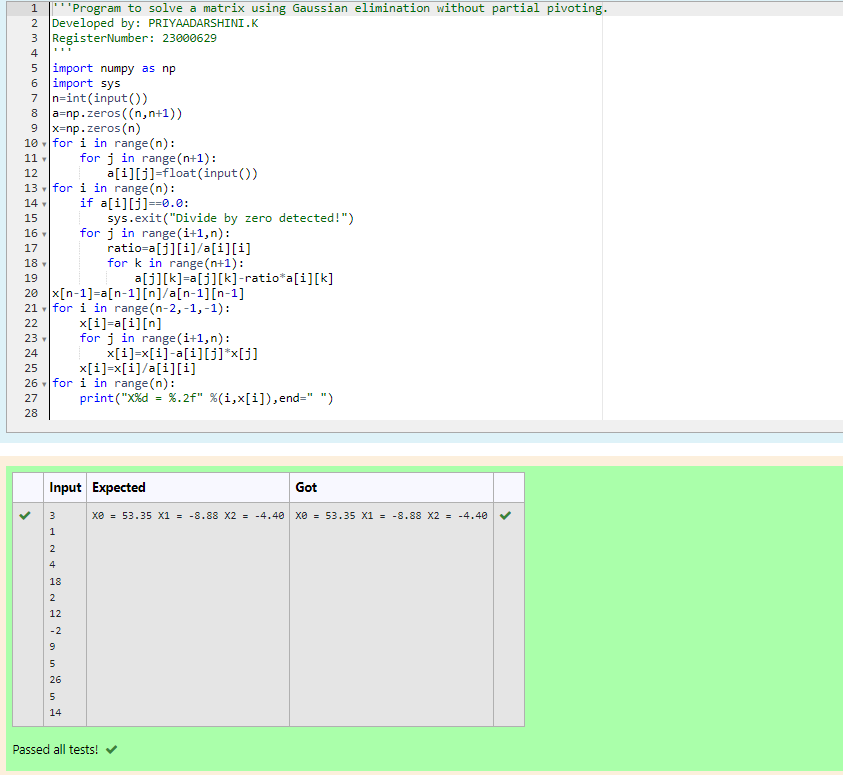 1 '''Program to solve a matrix using Gaussian elimination without partial pivoting.
2 Developed by: PRIYAADARSHINI.K
3 RegisterNumber: 23000629
4 '''
5 import numpy as np
6 import sys
7 n=int(input())
8 a=np.zeros((n,n+1))
9 x=np.zeros(n)
10 for i in range(n):
11     for j in range(n+1):
12         a[i][j]=float(input())
13 for i in range(n):
14     if a[i][j]==0.0:
15         sys.exit("Divide by zero detected!")
16     for j in range(i+1,n):
17         ratio=a[j][i]/a[i][i]
18         for k in range(n+1):
19             a[j][k]=a[j][k]-ratio*a[i][k]
20 x[n-1]=a[n-1][n]/a[n-1][n-1]
21 for i in range(n-2,-1,-1):
22     x[i]=a[i][n]
23     for j in range(i+1,n):
24         x[i]=x[i]-a[i][j]*x[j]
25     x[i]=x[i]/a[i][i]
26 for i in range(n):
27     print("X%d = %.2f" %(i,x[i]),end=" ")
28
Input Expected Got
3 X0 = 53.35 X1 = -8.88 X2 = -4.40 X0 = 53.35 X1 = -8.88 X2 = -4.40
1
2
4
18
2
12
-2
9
5
26
5
14
Passed all tests!